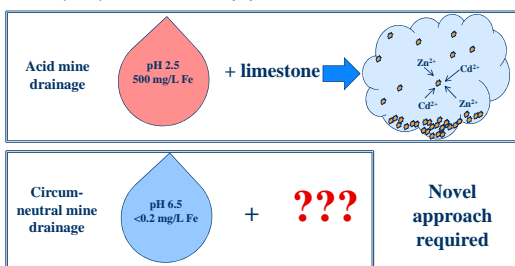 Acid mine
drainage
pH 2.5
500 mg/L Fe
+ limestone
Zn²⁺
Cd²⁺
Cd²⁺
Zn²⁺
Circum-
neutral mine
drainage
pH 6.5
<0.2 mg/L Fe
+
???
Novel
approach
required